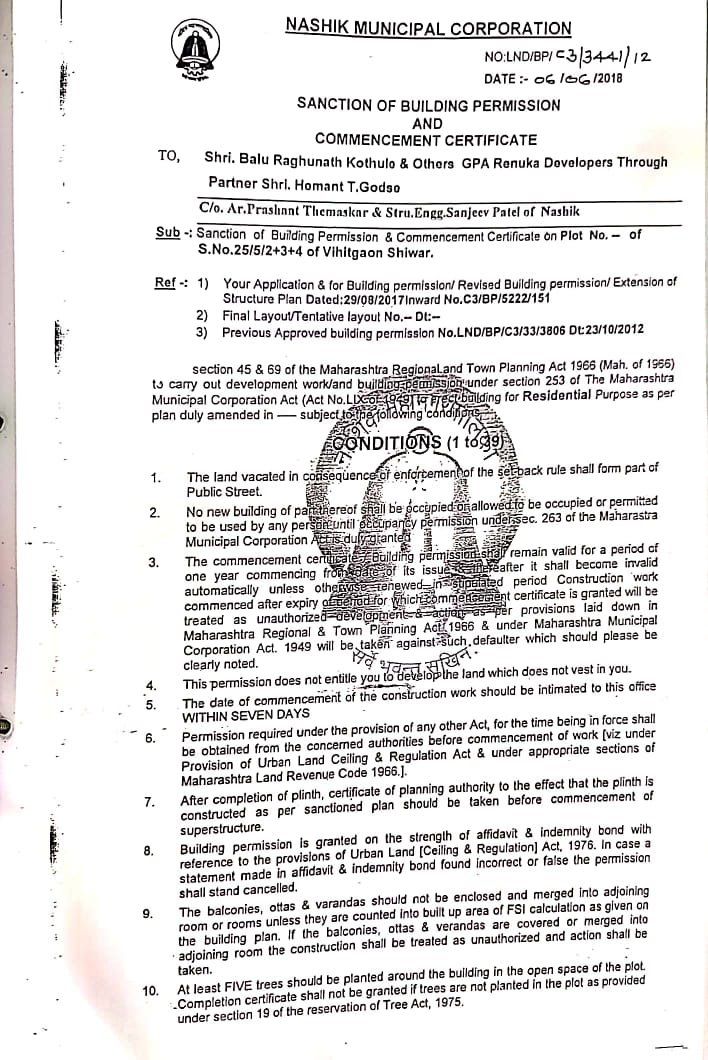 NASHIK MUNICIPAL CORPORATION
NO:LND/BP/ C3/3441/12
DATE :- 06/06/2018
SANCTION OF BUILDING PERMISSION
AND
COMMENCEMENT CERTIFICATE
TO, Shri. Balu Raghunath Kothulo & Others GPA Renuka Developers Through
Partner Shri. Homant T.Godso
C/o. Ar.Prashant Themaskar & Stru.Engg.Sanjeev Patel of Nashik
Sub -: Sanction of Building Permission & Commencement Certificate on Plot No. – of
S.No.25/5/2+3+4 of Vihitgaon Shiwar.
Ref -: 1) Your Application & for Building permission/ Revised Building permission/ Extension of
Structure Plan Dated:29/08/2017Inward No.C3/BP/5222/151
2) Final Layout/Tentative layout No.– Dt:–
3) Previous Approved building permission No.LND/BP/C3/33/3806 Dt:23/10/2012
section 45 & 69 of the Maharashtra RegionaLand Town Planning Act 1966 (Mah. of 1966)
to carry out development work/and building permission under section 253 of The Maharashtra
Municipal Corporation Act (Act No.LIX of 1949) to erect building for Residential Purpose as per
plan duly amended in –– subject to the following conditions
CONDITIONS (1 to 39)
1. The land vacated in consequence of enforcement of the set back rule shall form part of
Public Street.
2. No new building of part thereof shall be occupied or allowed to be occupied or permitted
to be used by any person until occupancy permission under sec. 263 of the Maharastra
Municipal Corporation Act is duly granted
3. The commencement certificate / Building permission shall remain valid for a period of
one year commencing from date of its issue & thereafter it shall become invalid
automatically unless otherwise renewed in stipulated period Construction work
commenced after expiry of period for which commencement certificate is granted will be
treated as unauthorized development & action as per provisions laid down in
Maharashtra Regional & Town Planning Act 1966 & under Maharashtra Municipal
Corporation Act. 1949 will be taken against such defaulter which should please be
clearly noted.
सर्वे भवन्तु सुखिनः
4. This permission does not entitle you to develop the land which does not vest in you.
5. The date of commencement of the construction work should be intimated to this office
WITHIN SEVEN DAYS
6. Permission required under the provision of any other Act, for the time being in force shall
be obtained from the concerned authorities before commencement of work [viz under
Provision of Urban Land Ceiling & Regulation Act & under appropriate sections of
Maharashtra Land Revenue Code 1966.].
7. After completion of plinth, certificate of planning authority to the effect that the plinth is
constructed as per sanctioned plan should be taken before commencement of
superstructure.
8. Building permission is granted on the strength of affidavit & indemnity bond with
reference to the provisions of Urban Land [Ceiling & Regulation] Act, 1976. In case a
statement made in affidavit & indemnity bond found incorrect or false the permission
shall stand cancelled.
9. The balconies, ottas & varandas should not be enclosed and merged into adjoining
room or rooms unless they are counted into built up area of FSI calculation as given on
the building plan. If the balconies, ottas & verandas are covered or merged into
adjoining room the construction shall be treated as unauthorized and action shall be
taken.
10. At least FIVE trees should be planted around the building in the open space of the plot.
Completion certificate shall not be granted if trees are not planted in the plot as provided
under section 19 of the reservation of Tree Act, 1975.